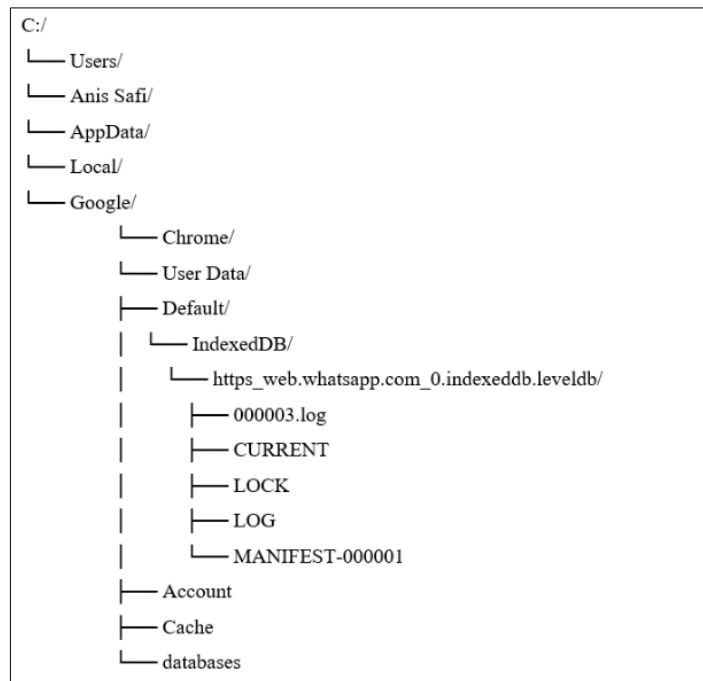 C:/
└── Users/
└── Anis Safi/
└── AppData/
└── Local/
└── Google/
└── Chrome/
└── User Data/
├── Default/
│ └── IndexedDB/
│ └── https_web.whatsapp.com_0.indexeddb.leveldb/
│ ├── 000003.log
│ ├── CURRENT
│ ├── LOCK
│ ├── LOG
│ └── MANIFEST-000001
├── Account
├── Cache
└── databases